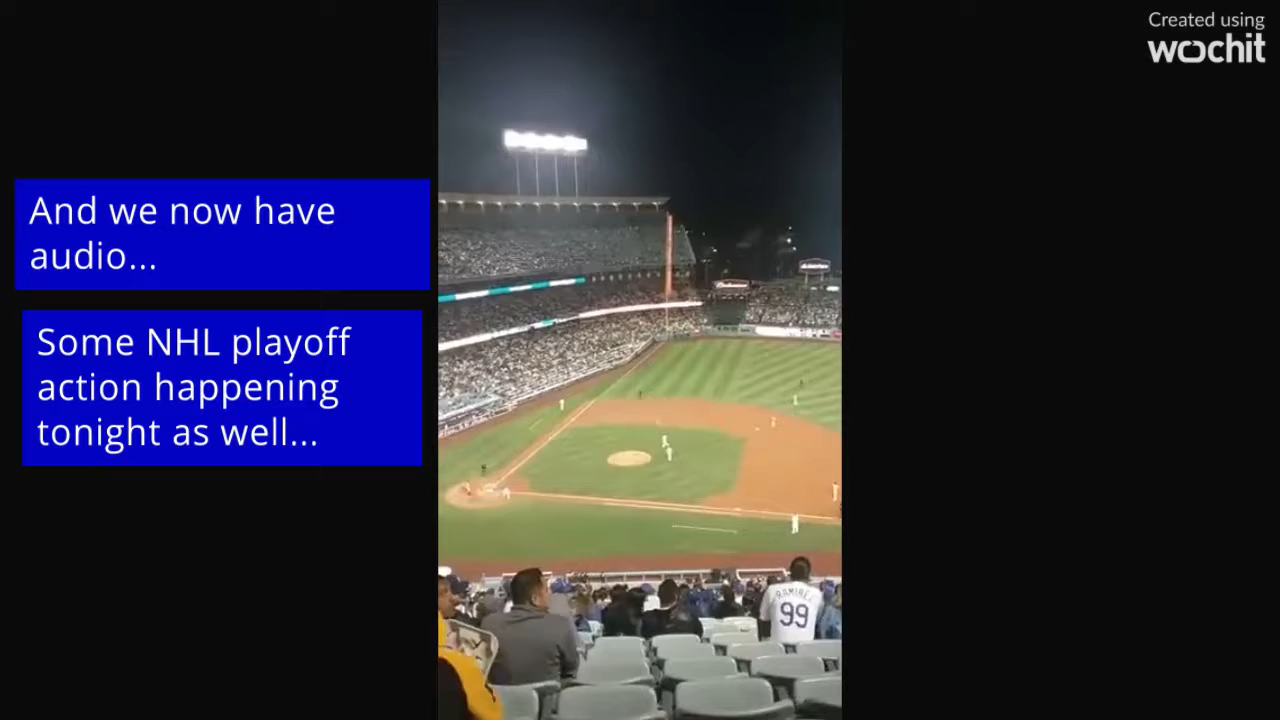 Created using
wochit
And we now have
audio...
Some NHL playoff
action happening
tonight as well...
RAMIREZ
99